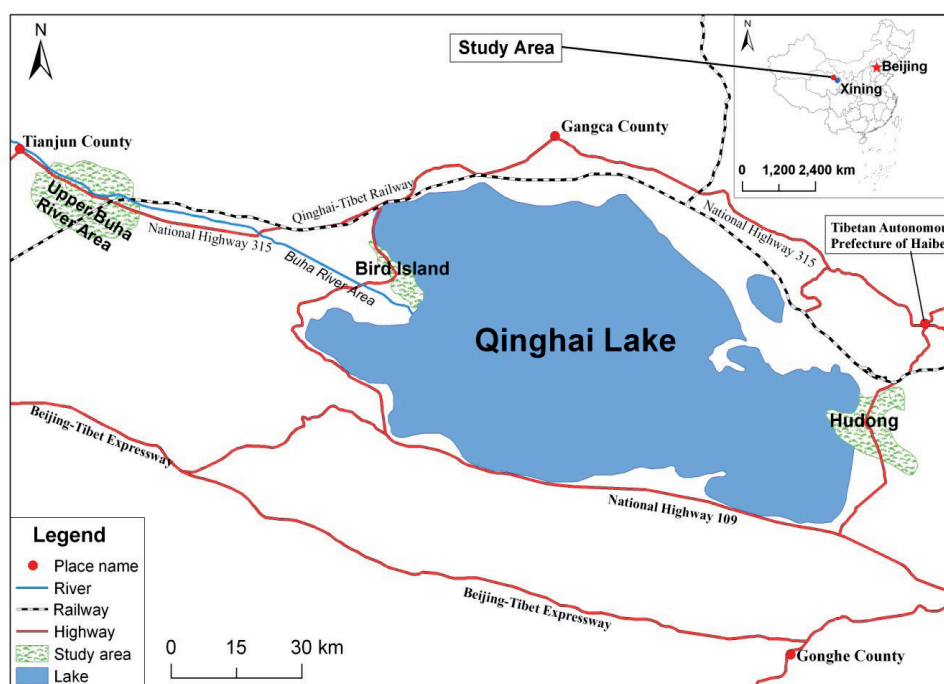 N
Study Area
N
Beijing
Xining
0
1,200
2,400 km
Tianjun County
Gangca County
Upper Buha
River Area
Qinghai-Tibet Railway
National Highway 315
National Highway 315
Tibetan Autonomou
Prefecture of Haibe
Bird Island
Buha River Area
Qinghai Lake
Hudong
Beijing-Tibet Expressway
National Highway 109
Legend
Place name
River
Railway
Highway
Study area
Lake
Beijing-Tibet Expressway
0
15
30 km
Gonghe County